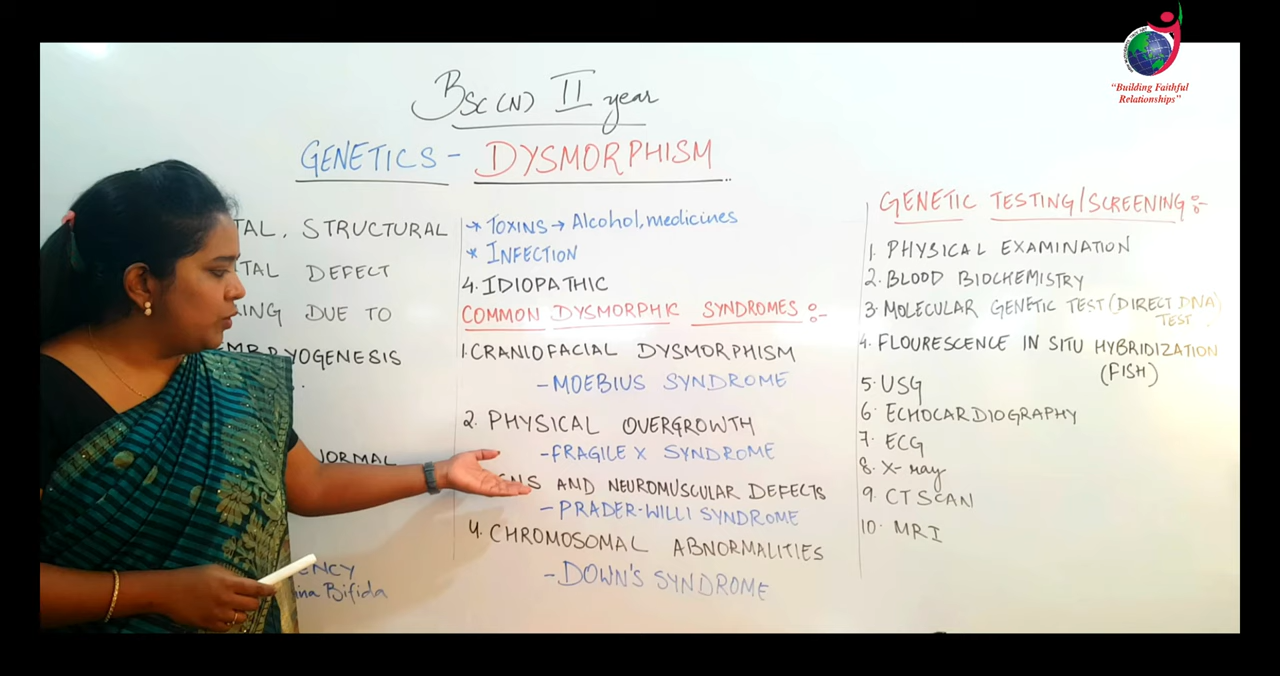 "Building Faithful
Relationships"
BSC(N) II year
GENETICS - DYSMORPHISM
TAL, STRUCTURAL
TAL DEFECT
RING DUE TO
EMBRYOGENESIS
NORMAL
ENCY
ina Bifida
* TOXINS → Alcohol, medicines
* INFECTION
4. IDIOPATHIC
COMMON DYSMORPHIC SYNDROMES :-
1. CRANIOFACIAL DYSMORPHISM
- MOEBIUS SYNDROME
2. PHYSICAL OVERGROWTH
- FRAGILE X SYNDROME
NS AND NEUROMUSCULAR DEFECTS
- PRADER-WILLI SYNDROME
4. CHROMOSOMAL ABNORMALITIES
- DOWN'S SYNDROME
GENETIC TESTING/SCREENING :-
1. PHYSICAL EXAMINATION
2. BLOOD BIOCHEMISTRY
3. MOLECULAR GENETIC TEST (DIRECT DNA)
TEST
4. FLOURESCENCE IN SITU HYBRIDIZATION
(FISH)
5. USG
6. ECHOCARDIOGRAPHY
7. ECG
8. X-ray
9. CT SCAN
10. MRI